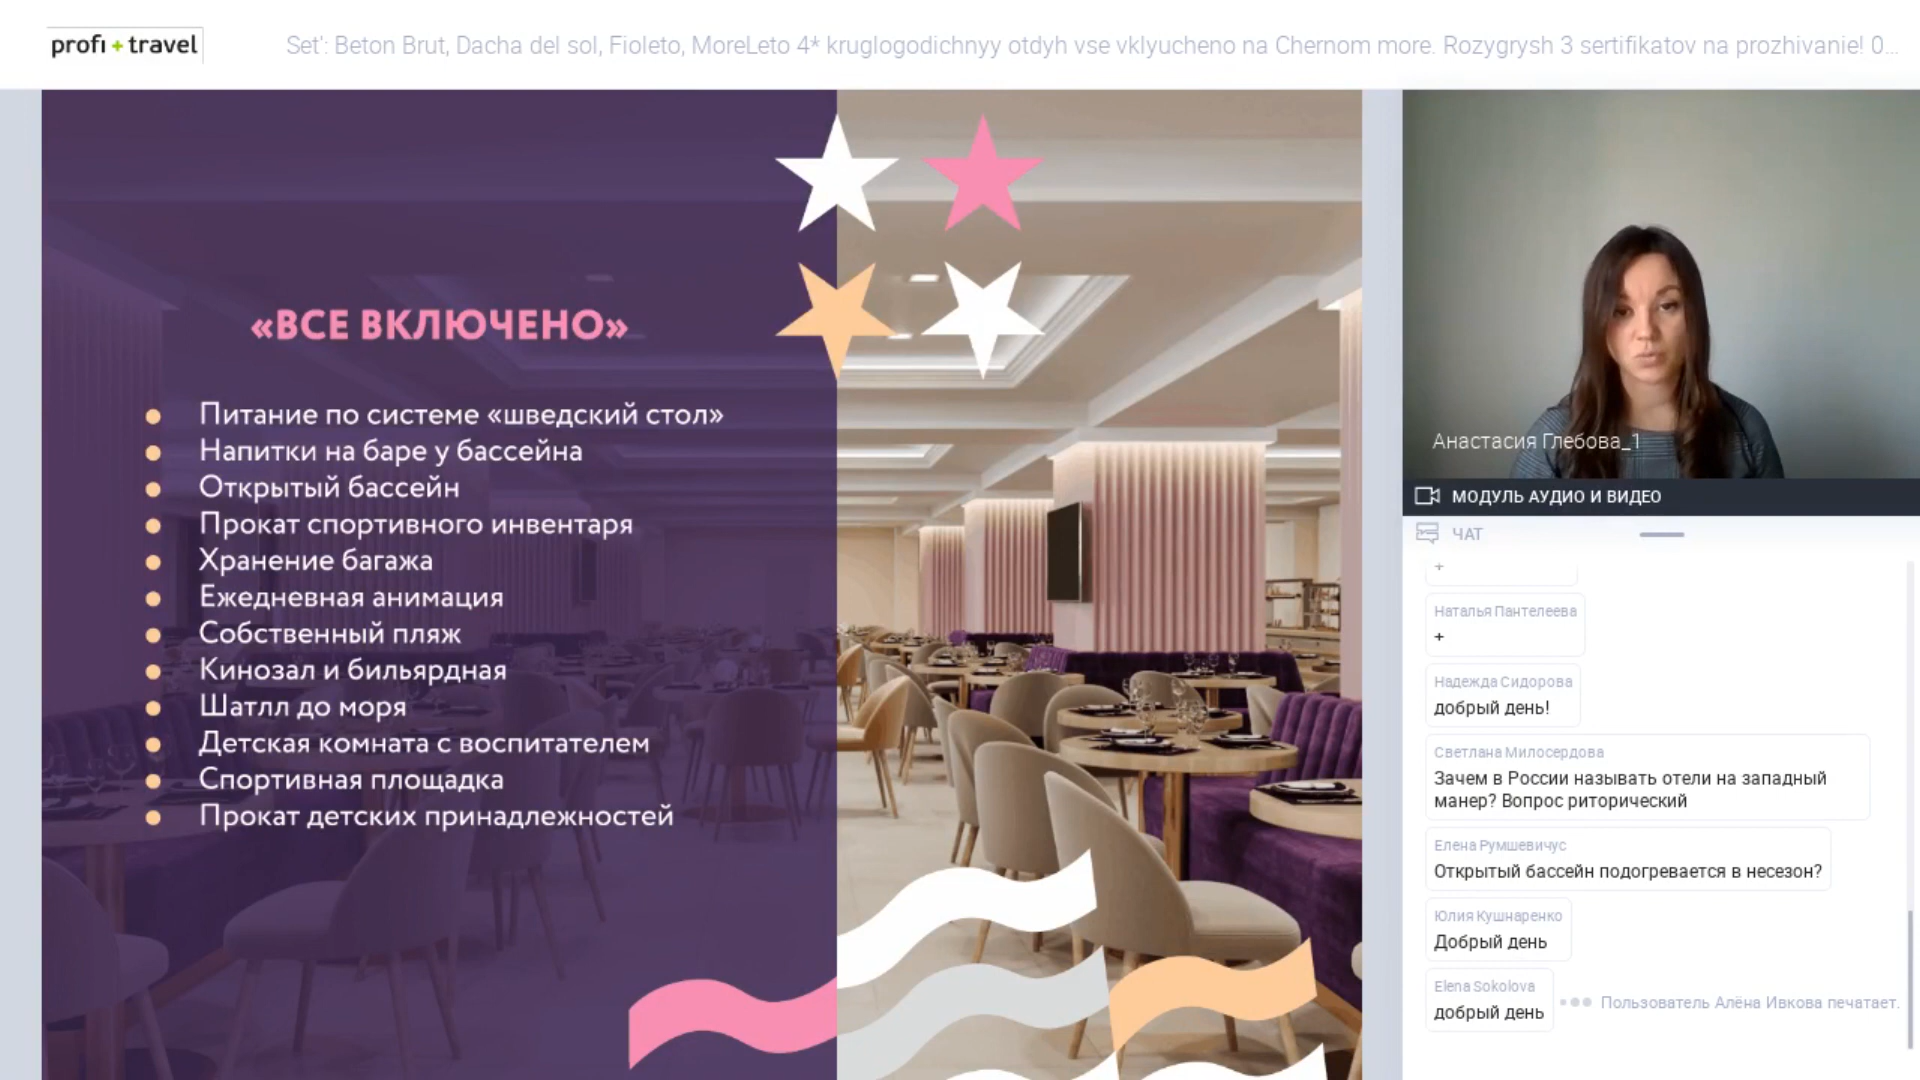 profi + travel
Set': Beton Brut, Dacha del sol, Fioleto, MoreLeto 4* kruglogodichnyy otdyh vse vklyucheno na Chernom more. Rozygrysh 3 sertifikatov na prozhivanie! 0...
«ВСЕ ВКЛЮЧЕНО»
Питание по системе «шведский стол»
Напитки на баре у бассейна
Открытый бассейн
Прокат спортивного инвентаря
Хранение багажа
Ежедневная анимация
Собственный пляж
Кинозал и бильярдная
Шатлл до моря
Детская комната с воспитателем
Спортивная площадка
Прокат детских принадлежностей
Анастасия Глебова_1
МОДУЛЬ АУДИО И ВИДЕО
ЧАТ
+
Наталья Пантелеева
+
Надежда Сидорова
добрый день!
Светлана Милосердова
Зачем в России называть отели на западный
манер? Вопрос риторический
Елена Румшевичус
Открытый бассейн подогревается в несезон?
Юлия Кушнаренко
Добрый день
Elena Sokolova
добрый день
Пользователь Алёна Ивкова печатает.